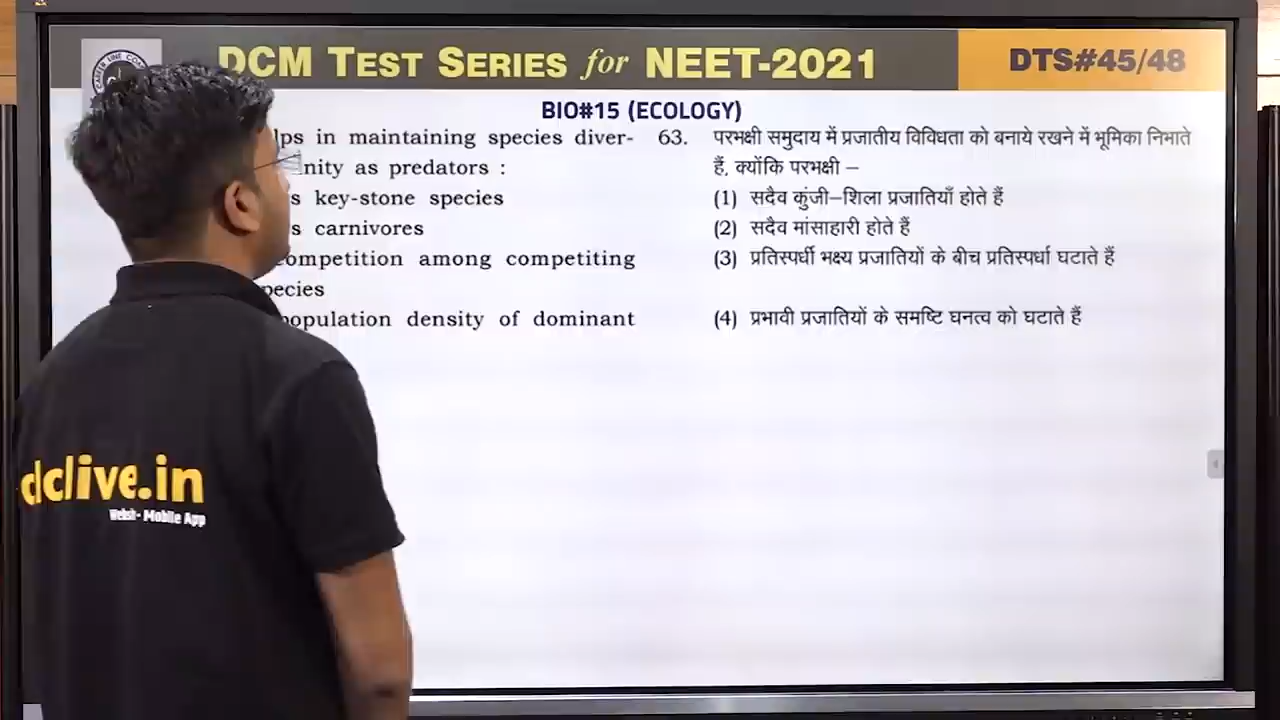 DCM TEST SERIES for NEET-2021
DTS#45/48
BIO#15 (ECOLOGY)
lps in maintaining species diver-
nity as predators :
s key-stone species
s carnivores
ompetition among competiting
pecies
population density of dominant
63. परभक्षी समुदाय में प्रजातीय विविधता को बनाये रखने में भूमिका निभाते
हैं, क्योंकि परभक्षी –
(1) सदैव कुंजी–शिला प्रजातियाँ होते हैं
(2) सदैव मांसाहारी होते हैं
(3) प्रतिस्पर्धी भक्ष्य प्रजातियों के बीच प्रतिस्पर्धा घटाते हैं
(4) प्रभावी प्रजातियों के समष्टि घनत्व को घटाते हैं
clclive.in
Mobile App